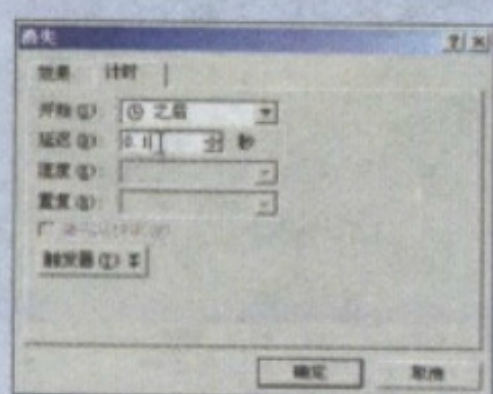 消失
效果 计时
开始(S): 之后
延迟(D): 0.1 秒
速度(E):
重复(R):
触发器(T)
确定 取消